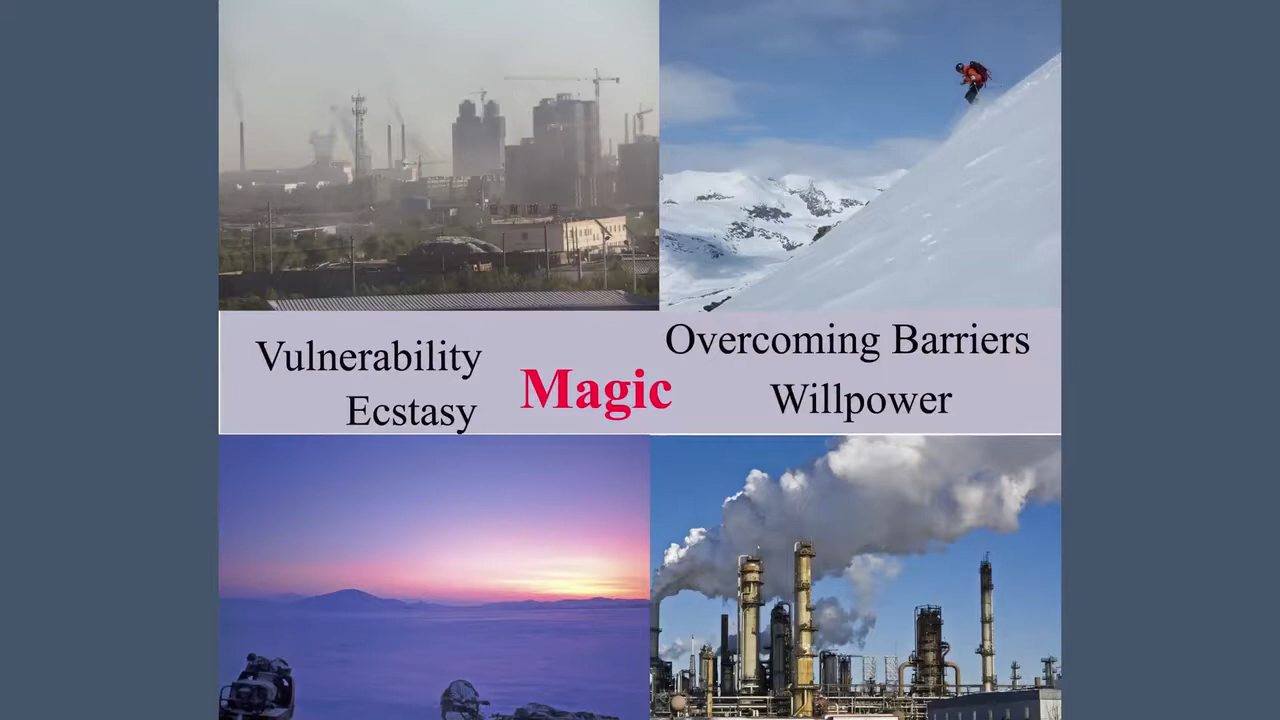 Vulnerability
Ecstasy
Magic
Overcoming Barriers
Willpower